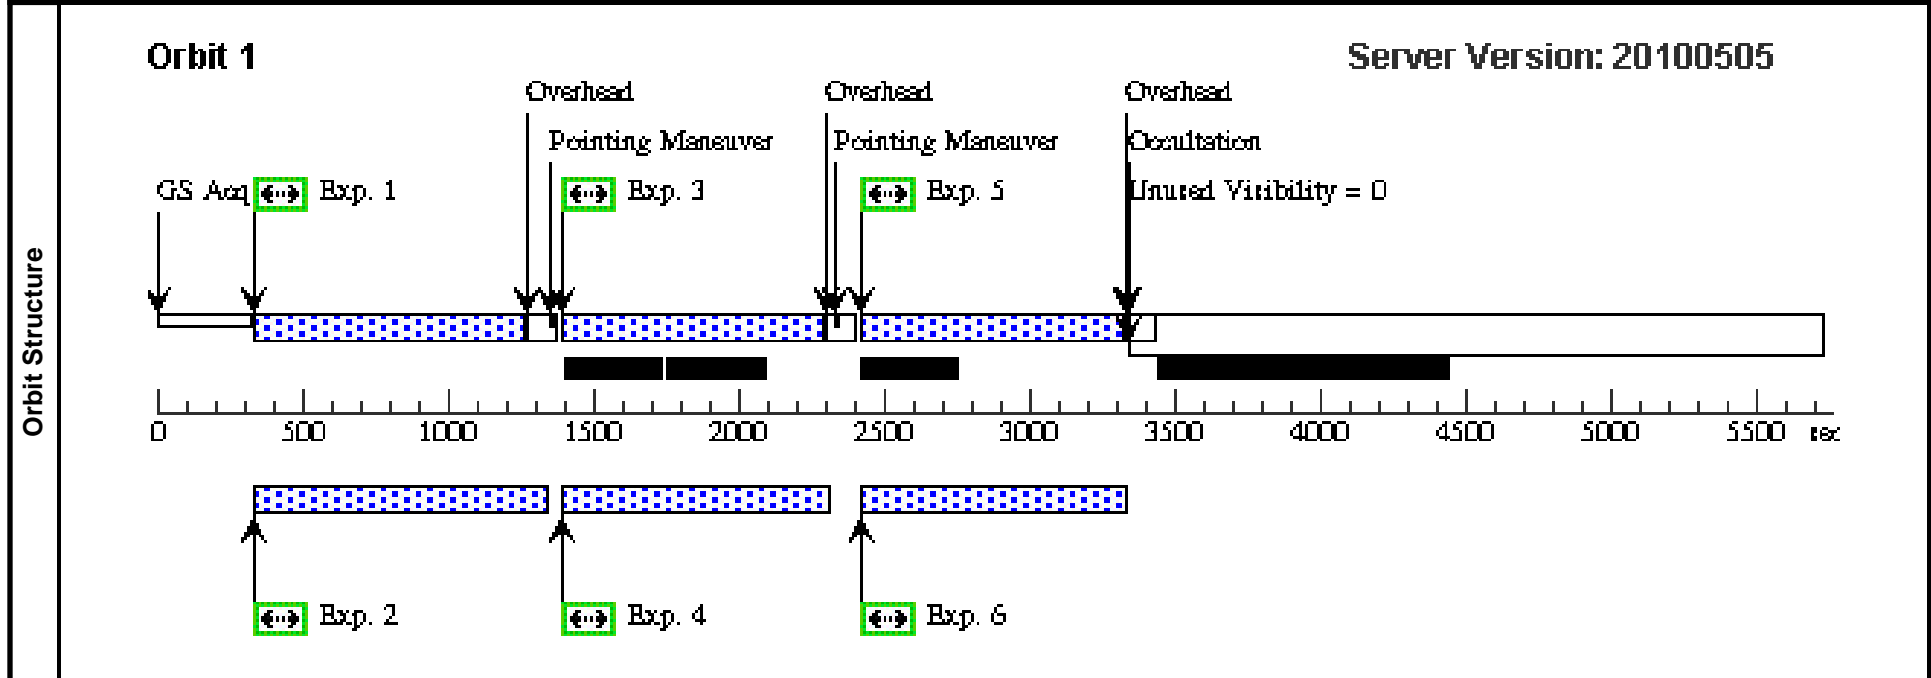 Orbit 1
Server Version: 20100505
Overhead
Overhead
Overhead
Pointing Maneuver
Pointing Maneuver
Occultation
GS Acq
Exp. 1
Exp. 3
Exp. 5
Unused Visibility = 0
Orbit Structure
0
500
1000
1500
2000
2500
3000
3500
4000
4500
5000
5500
sec
Exp. 2
Exp. 4
Exp. 6